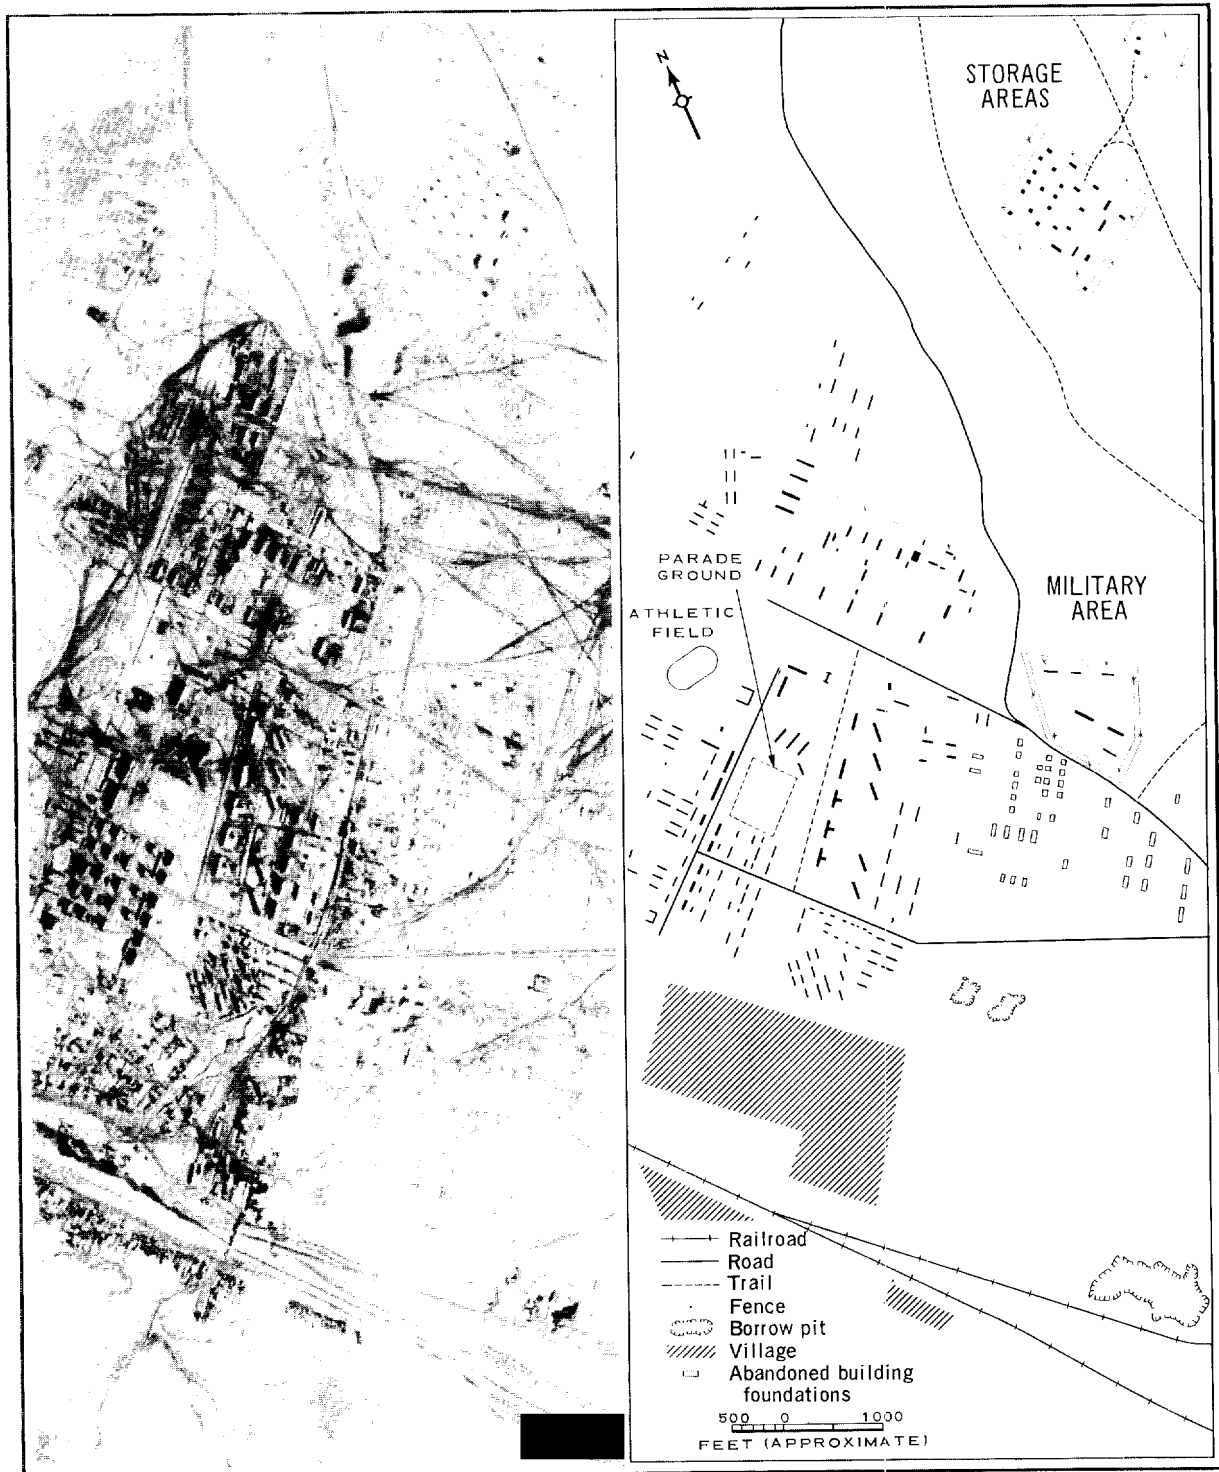 N
STORAGE
AREAS
PARADE
GROUND
ATHLETIC
FIELD
MILITARY
AREA
Railroad
Road
Trail
Fence
Borrow pit
Village
Abandoned building
foundations
500 0 1000
FEET (APPROXIMATE)